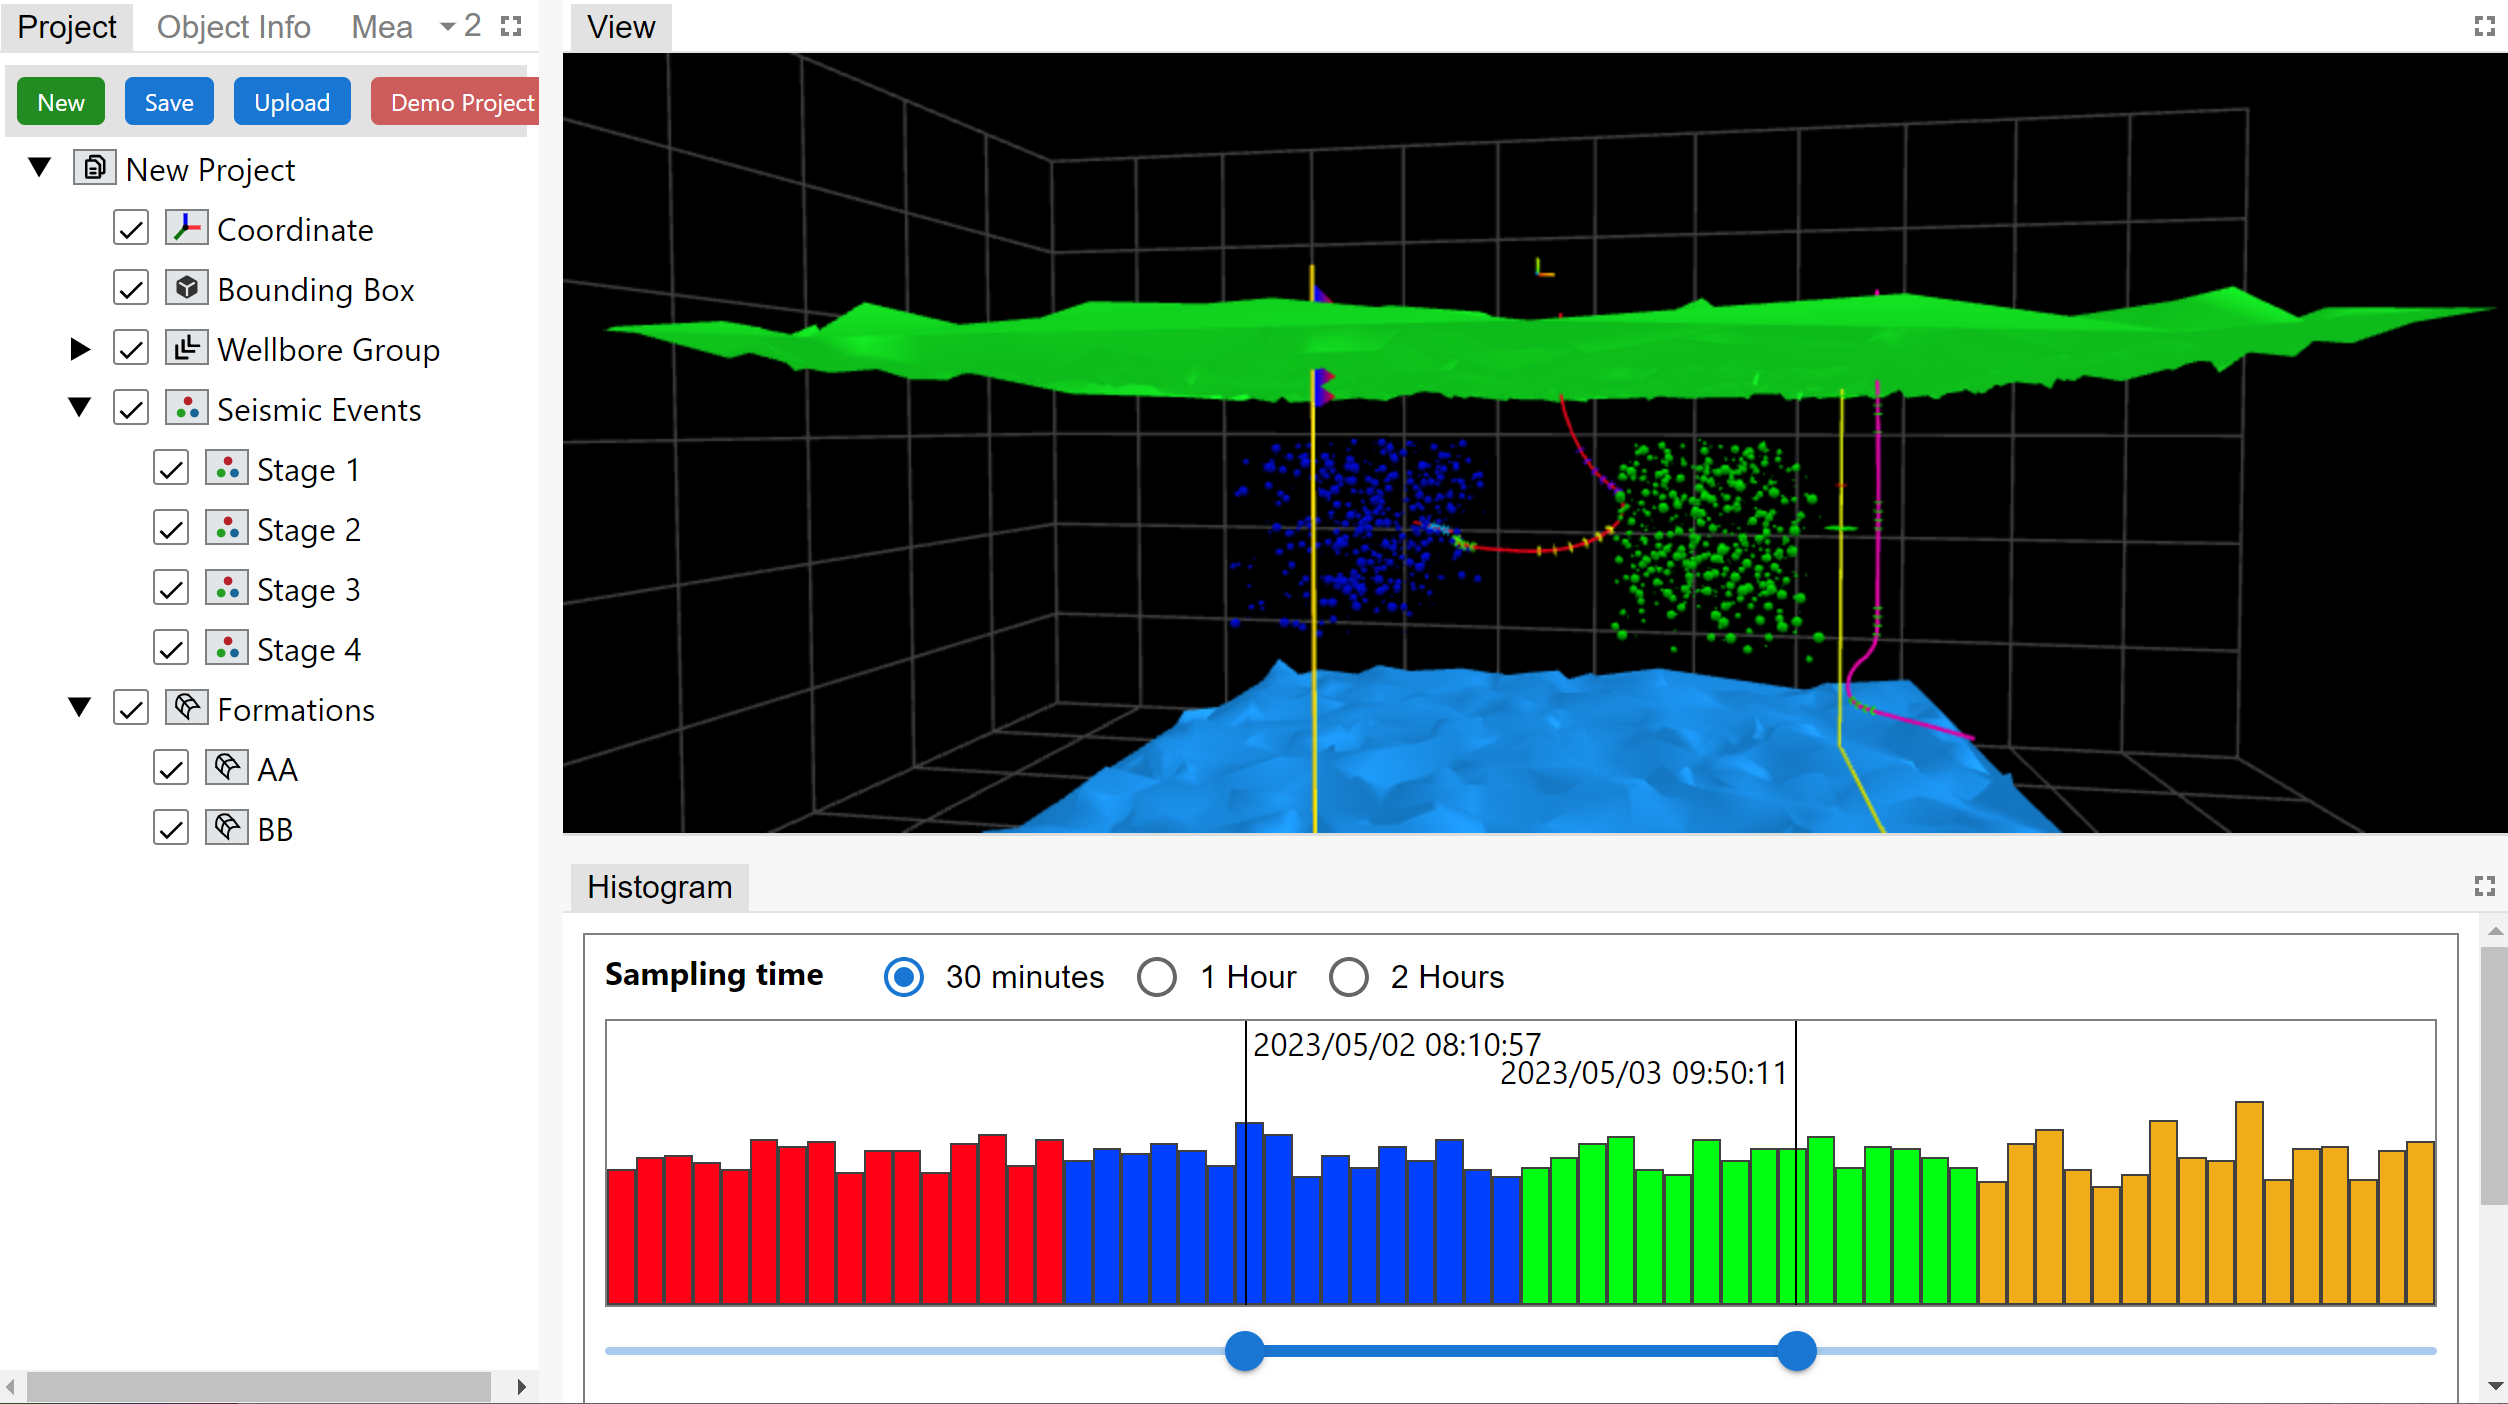 Project Object Info Mea 2
New Save Upload Demo Project
New Project
Coordinate
Bounding Box
Wellbore Group
Seismic Events
Stage 1
Stage 2
Stage 3
Stage 4
Formations
AA
BB
View
Histogram
Sampling time 30 minutes 1 Hour 2 Hours
2023/05/02 08:10:57
2023/05/03 09:50:11